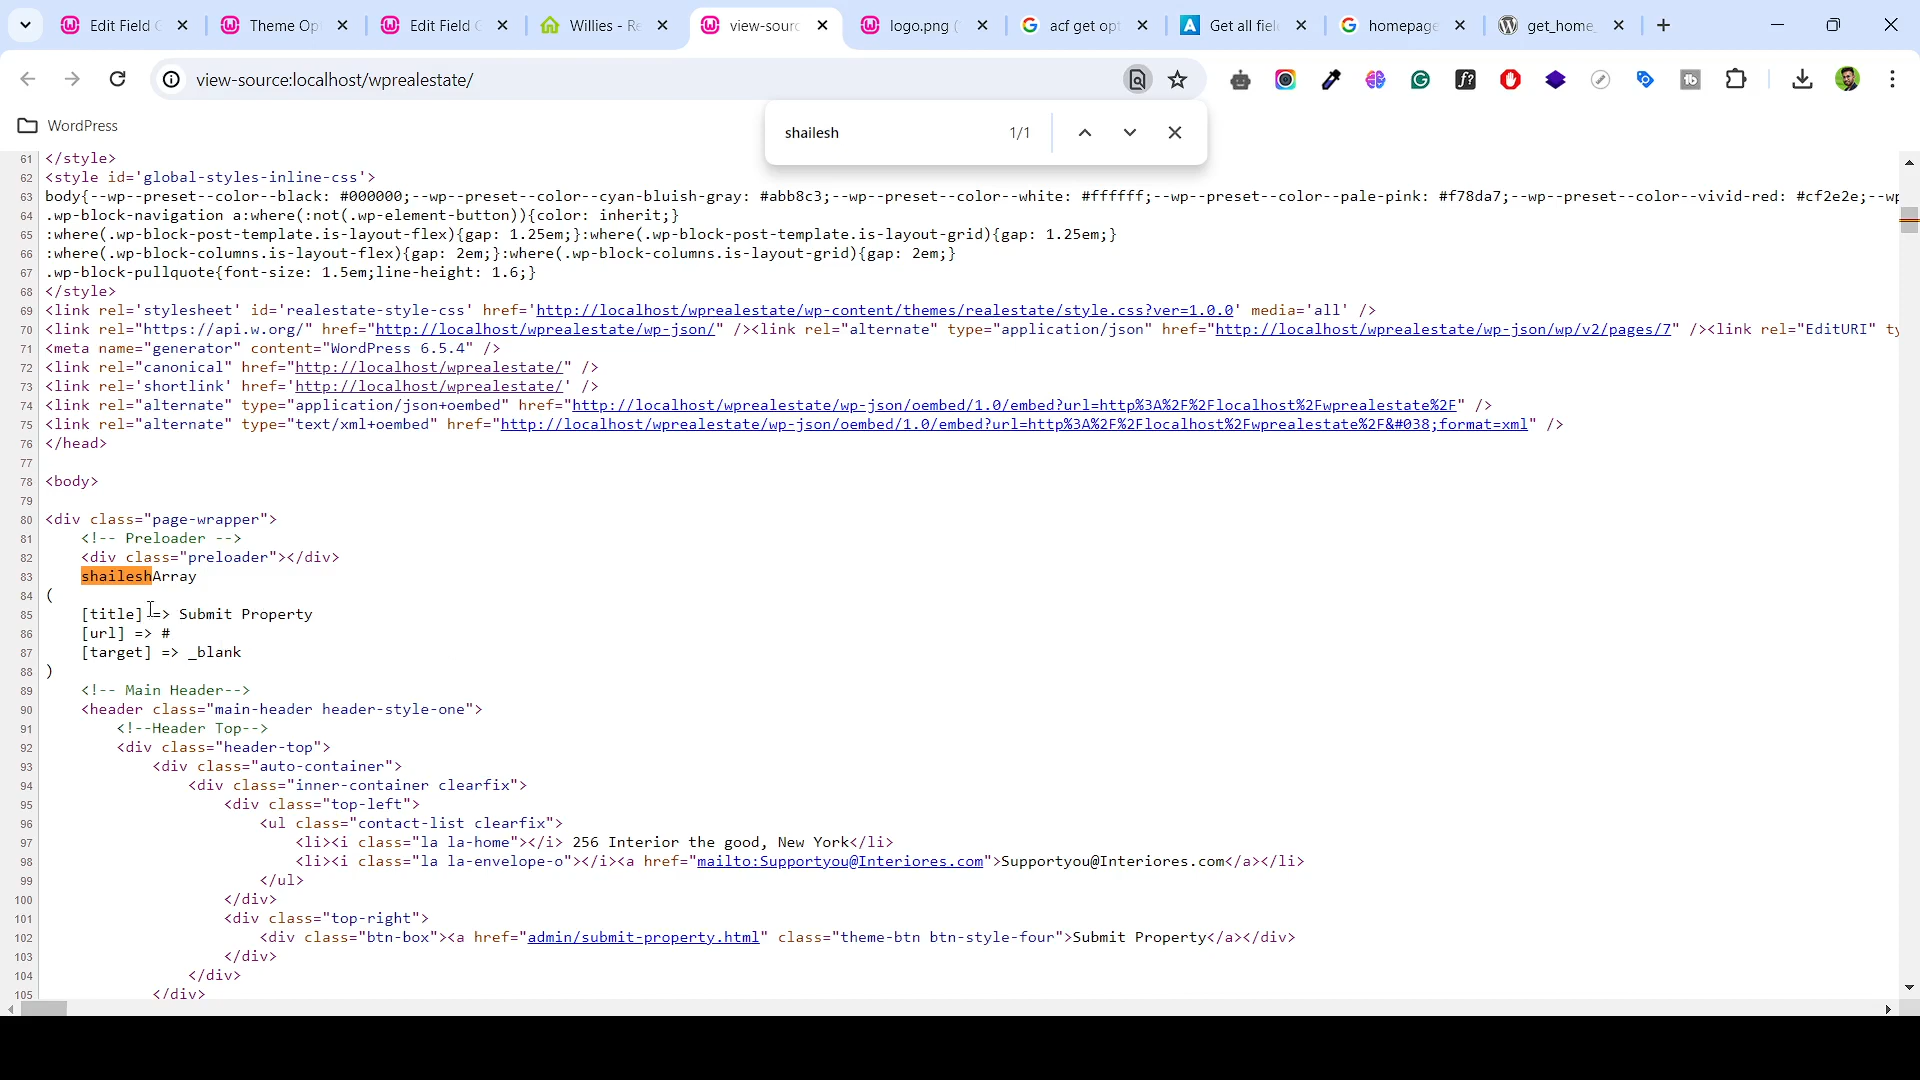 Edit Field G
Theme Op
Edit Field G
Willies - Re
view-sourc
logo.png (
acf get opt
Get all fiel
homepage
get_home_
view-source:localhost/wprealestate/
WordPress
shailesh
1/1
61 </style>
62 <style id='global-styles-inline-css'>
63 body{--wp--preset--color--black: #000000;--wp--preset--color--cyan-bluish-gray: #abb8c3;--wp--preset--color--white: #ffffff;--wp--preset--color--pale-pink: #f78da7;--wp--preset--color--vivid-red: #cf2e2e;--wp
64 .wp-block-navigation a:where(:not(.wp-element-button)){color: inherit;}
65 :where(.wp-block-post-template.is-layout-flex){gap: 1.25em;}:where(.wp-block-post-template.is-layout-grid){gap: 1.25em;}
66 :where(.wp-block-columns.is-layout-flex){gap: 2em;}:where(.wp-block-columns.is-layout-grid){gap: 2em;}
67 .wp-block-pullquote{font-size: 1.5em;line-height: 1.6;}
68 </style>
69 <link rel='stylesheet' id='realestate-style-css' href='http://localhost/wprealestate/wp-content/themes/realestate/style.css?ver=1.0.0' media='all' />
70 <link rel="https://api.w.org/" href="http://localhost/wprealestate/wp-json/" /><link rel="alternate" type="application/json" href="http://localhost/wprealestate/wp-json/wp/v2/pages/7" /><link rel="EditURI" ty
71 <meta name="generator" content="WordPress 6.5.4" />
72 <link rel="canonical" href="http://localhost/wprealestate/" />
73 <link rel='shortlink' href='http://localhost/wprealestate/' />
74 <link rel="alternate" type="application/json+oembed" href="http://localhost/wprealestate/wp-json/oembed/1.0/embed?url=http%3A%2F%2Flocalhost%2Fwprealestate%2F" />
75 <link rel="alternate" type="text/xml+oembed" href="http://localhost/wprealestate/wp-json/oembed/1.0/embed?url=http%3A%2F%2Flocalhost%2Fwprealestate%2F&#038;format=xml" />
76 </head>
77
78 <body>
79
80 <div class="page-wrapper">
81 <!-- Preloader -->
82 <div class="preloader"></div>
83 shaileshArray
84 (
85 [title] => Submit Property
86 [url] => #
87 [target] => _blank
88 )
89 <!-- Main Header-->
90 <header class="main-header header-style-one">
91 <!--Header Top-->
92 <div class="header-top">
93 <div class="auto-container">
94 <div class="inner-container clearfix">
95 <div class="top-left">
96 <ul class="contact-list clearfix">
97 <li><i class="la la-home"></i> 256 Interior the good, New York</li>
98 <li><i class="la la-envelope-o"></i><a href="mailto:Supportyou@Interiores.com">Supportyou@Interiores.com</a></li>
99 </ul>
100 </div>
101 <div class="top-right">
102 <div class="btn-box"><a href="admin/submit-property.html" class="theme-btn btn-style-four">Submit Property</a></div>
103 </div>
104 </div>
105 </div>